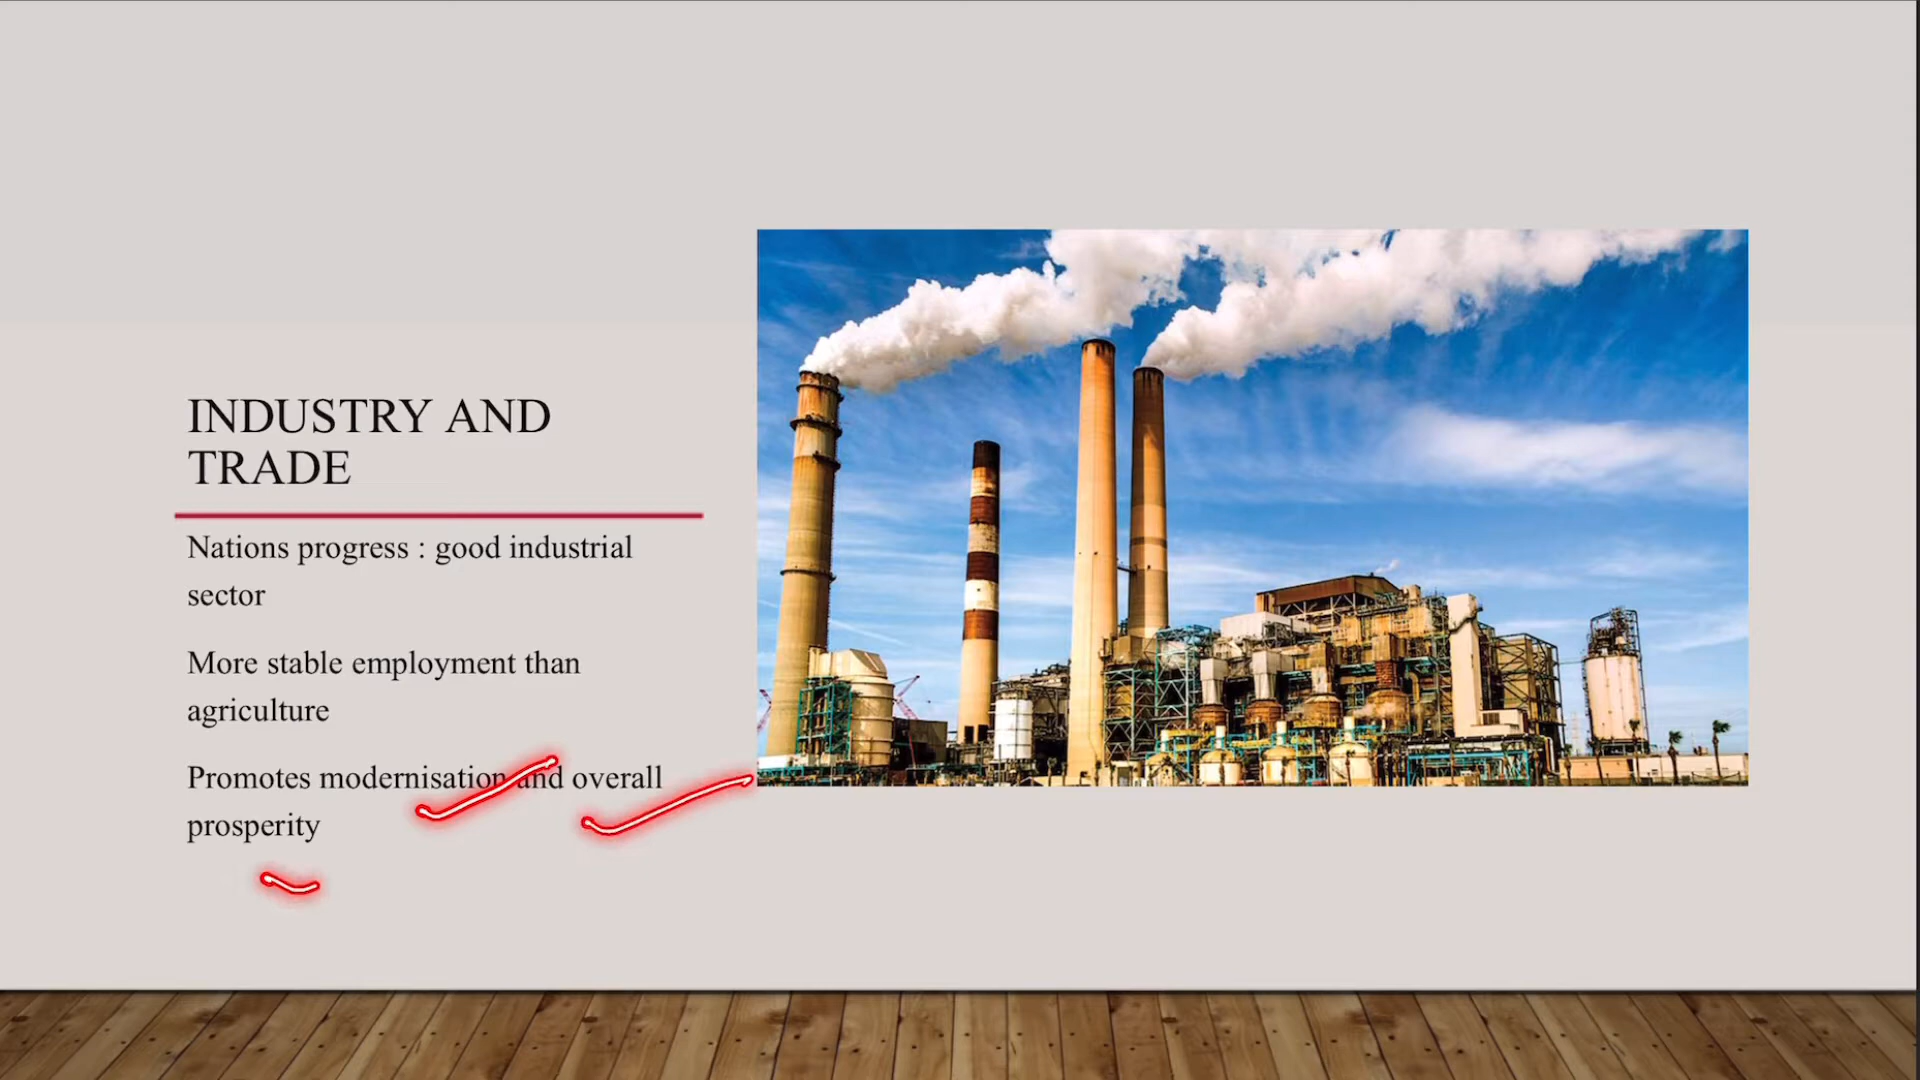 INDUSTRY AND
TRADE
Nations progress : good industrial
sector
More stable employment than
agriculture
Promotes modernisation and overall
prosperity